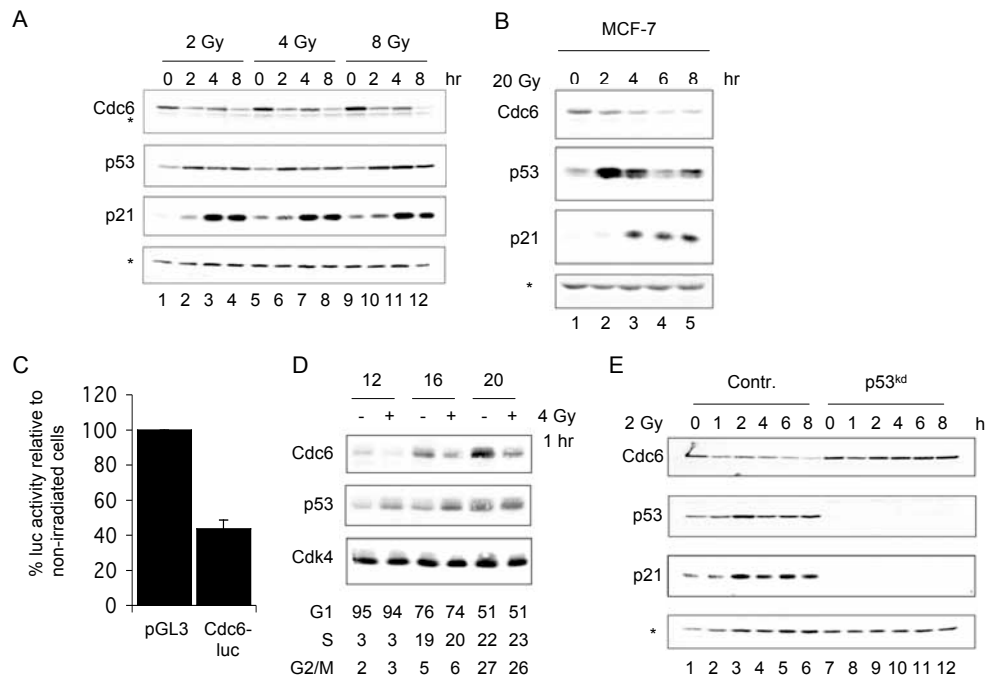 A
2 Gy 4 Gy 8 Gy
0 2 4 8 0 2 4 8 0 2 4 8 hr
Cdc6
*
p53
p21
*
1 2 3 4 5 6 7 8 9 10 11 12
B
MCF-7
20 Gy 0 2 4 6 8 hr
Cdc6
p53
p21
*
1 2 3 4 5
C
% luc activity relative to
non-irradiated cells
120
100
80
60
40
20
0
pGL3 Cdc6-
luc
D
12 16 20
- + - + - + 4 Gy
1 hr
Cdc6
p53
Cdk4
G1 95 94 76 74 51 51
S 3 3 19 20 22 23
G2/M 2 3 5 6 27 26
E
Contr. p53kd
2 Gy 0 1 2 4 6 8 0 1 2 4 6 8 h
Cdc6
p53
p21
*
1 2 3 4 5 6 7 8 9 10 11 12